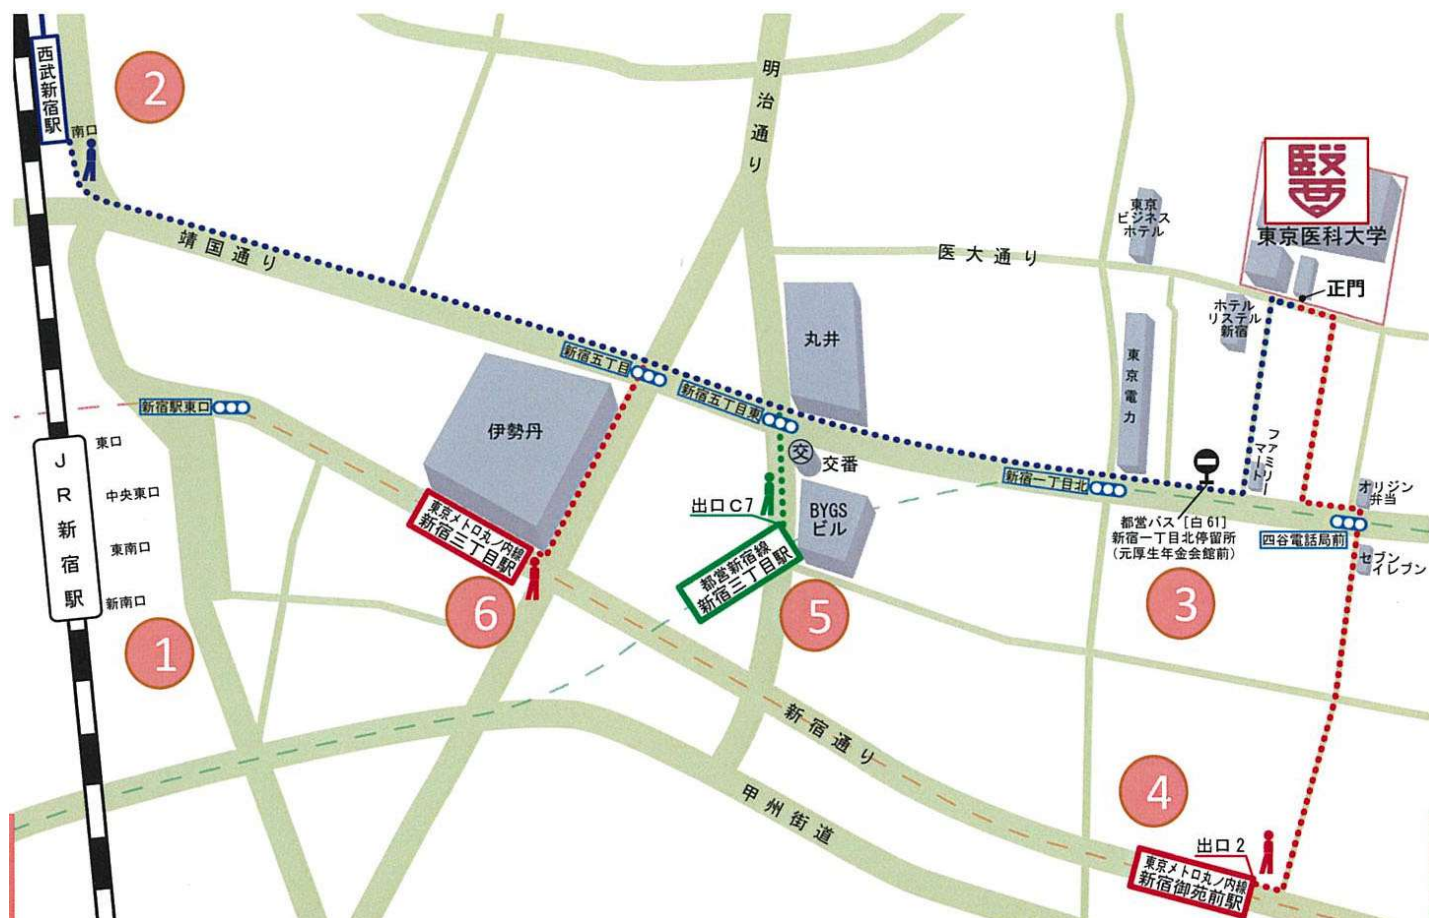 西武新宿駅
2
南口
明治通り
靖国通り
東京
ビジネス
ホテル
医大通り
東京医科大学
正門
ホテル
リステル
新宿
丸井
東京電力
新宿五丁目
新宿五丁目東
新宿駅東口
伊勢丹
交
交番
BYGS
ビル
新宿一丁目北
ファミリー
マート
オリジン
弁当
都営バス [白61]
新宿一丁目北停留所
(元厚生年金会館前)
四谷電話局前
セブン
イレブン
JR新宿駅
東口
中央東口
東南口
新南口
1
東京メトロ丸ノ内線
新宿三丁目駅
6
出口C7
都営新宿線
新宿三丁目駅
5
3
新宿通り
甲州街道
4
出口2
東京メトロ丸ノ内線
新宿御苑前駅